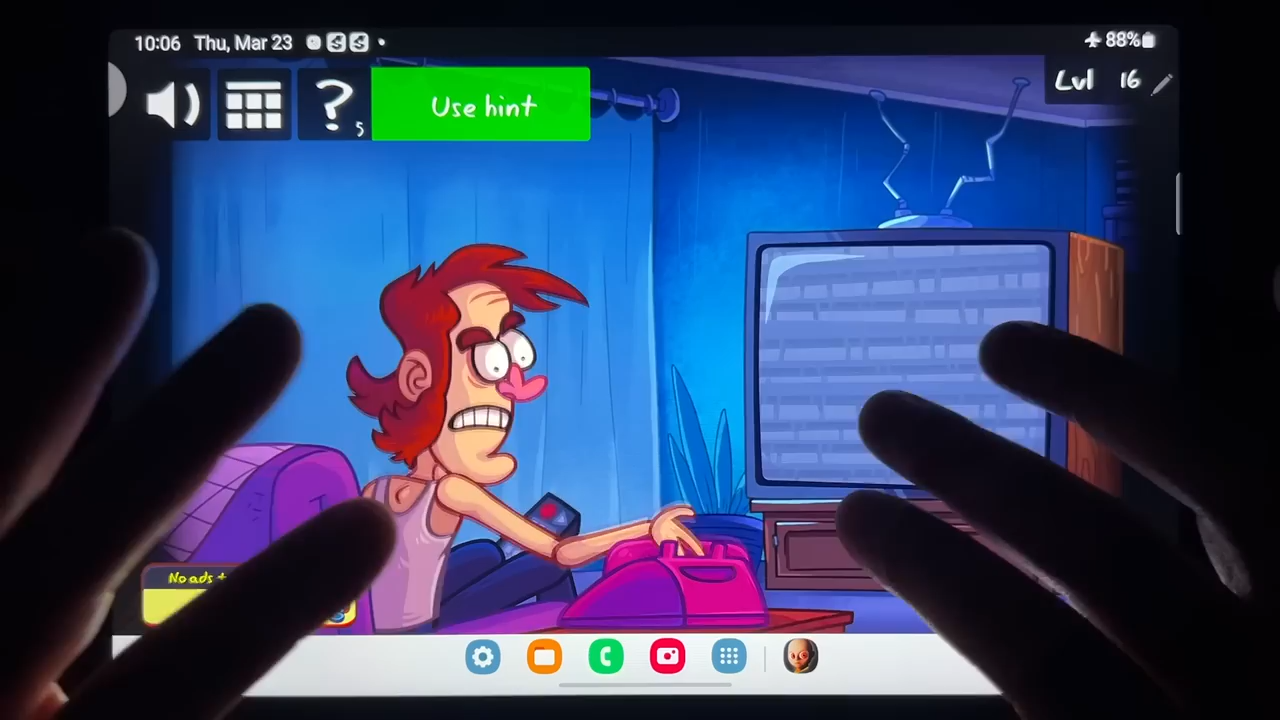 10:06 Thu, Mar 23
88%
Use hint
5
Lvl 16
No ads +